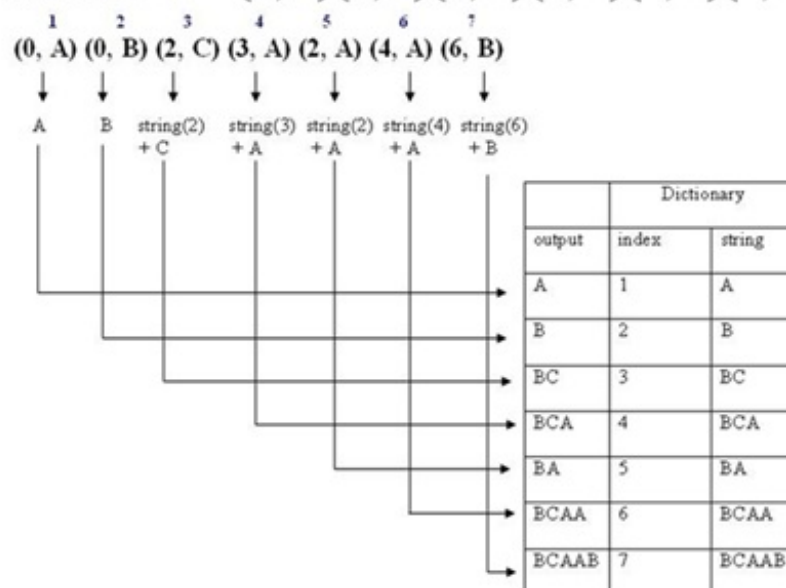 1 2 3 4 5 6 7
(0, A) (0, B) (2, C) (3, A) (2, A) (4, A) (6, B)
A B string(2) string(3) string(2) string(4) string(6)
+ C + A + A + A + B
Dictionary
output index string
A 1 A
B 2 B
BC 3 BC
BCA 4 BCA
BA 5 BA
BCAA 6 BCAA
BCAAB 7 BCAAB